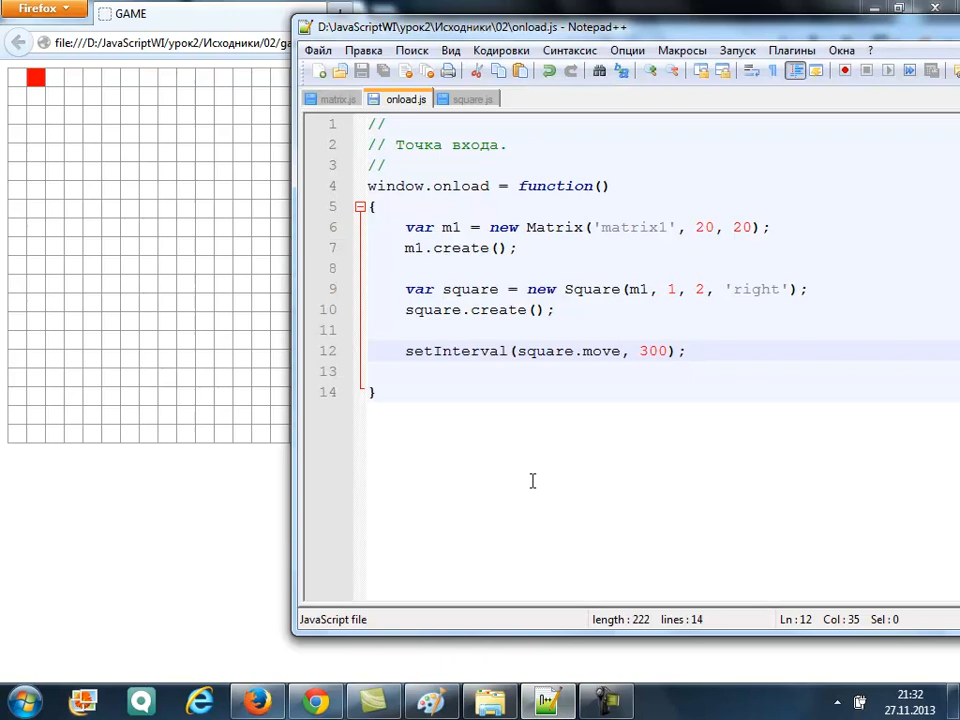 Firefox
GAME
file:///D:/JavaScriptWI/урок2/Исходники/02/ga
D:\JavaScriptWI\урок2\Исходники\02\onload.js - Notepad++
Файл Правка Поиск Вид Кодировки Синтаксис Опции Макросы Запуск Плагины Окна ?
matrix.js onload.js square.js
1 //
2 // Точка входа.
3 //
4 window.onload = function()
5 {
6 var m1 = new Matrix('matrix1', 20, 20);
7 m1.create();
8
9 var square = new Square(m1, 1, 2, 'right');
10 square.create();
11
12 setInterval(square.move, 300);
13
14 }
JavaScript file length : 222 lines : 14 Ln : 12 Col : 35 Sel : 0
21:32
27.11.2013